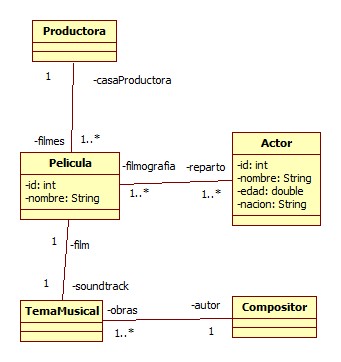 Productora
1
-casaProductora
-filmes
1..*
Pelicula
-id: int
-nombre: String
-filmografia
1..*
-reparto
1..*
Actor
-id: int
-nombre: String
-edad: double
-nacion: String
1
-film
1
-soundtrack
TemaMusical
-obras
1..*
-autor
1
Compositor